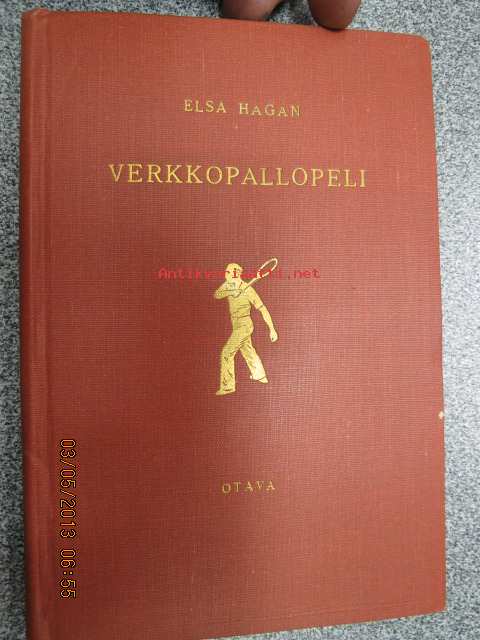 ELSA HAGAN
VERKKOPALLOPELI
Antikvariaatti.net
OTAVA
03/05/2013 06:55